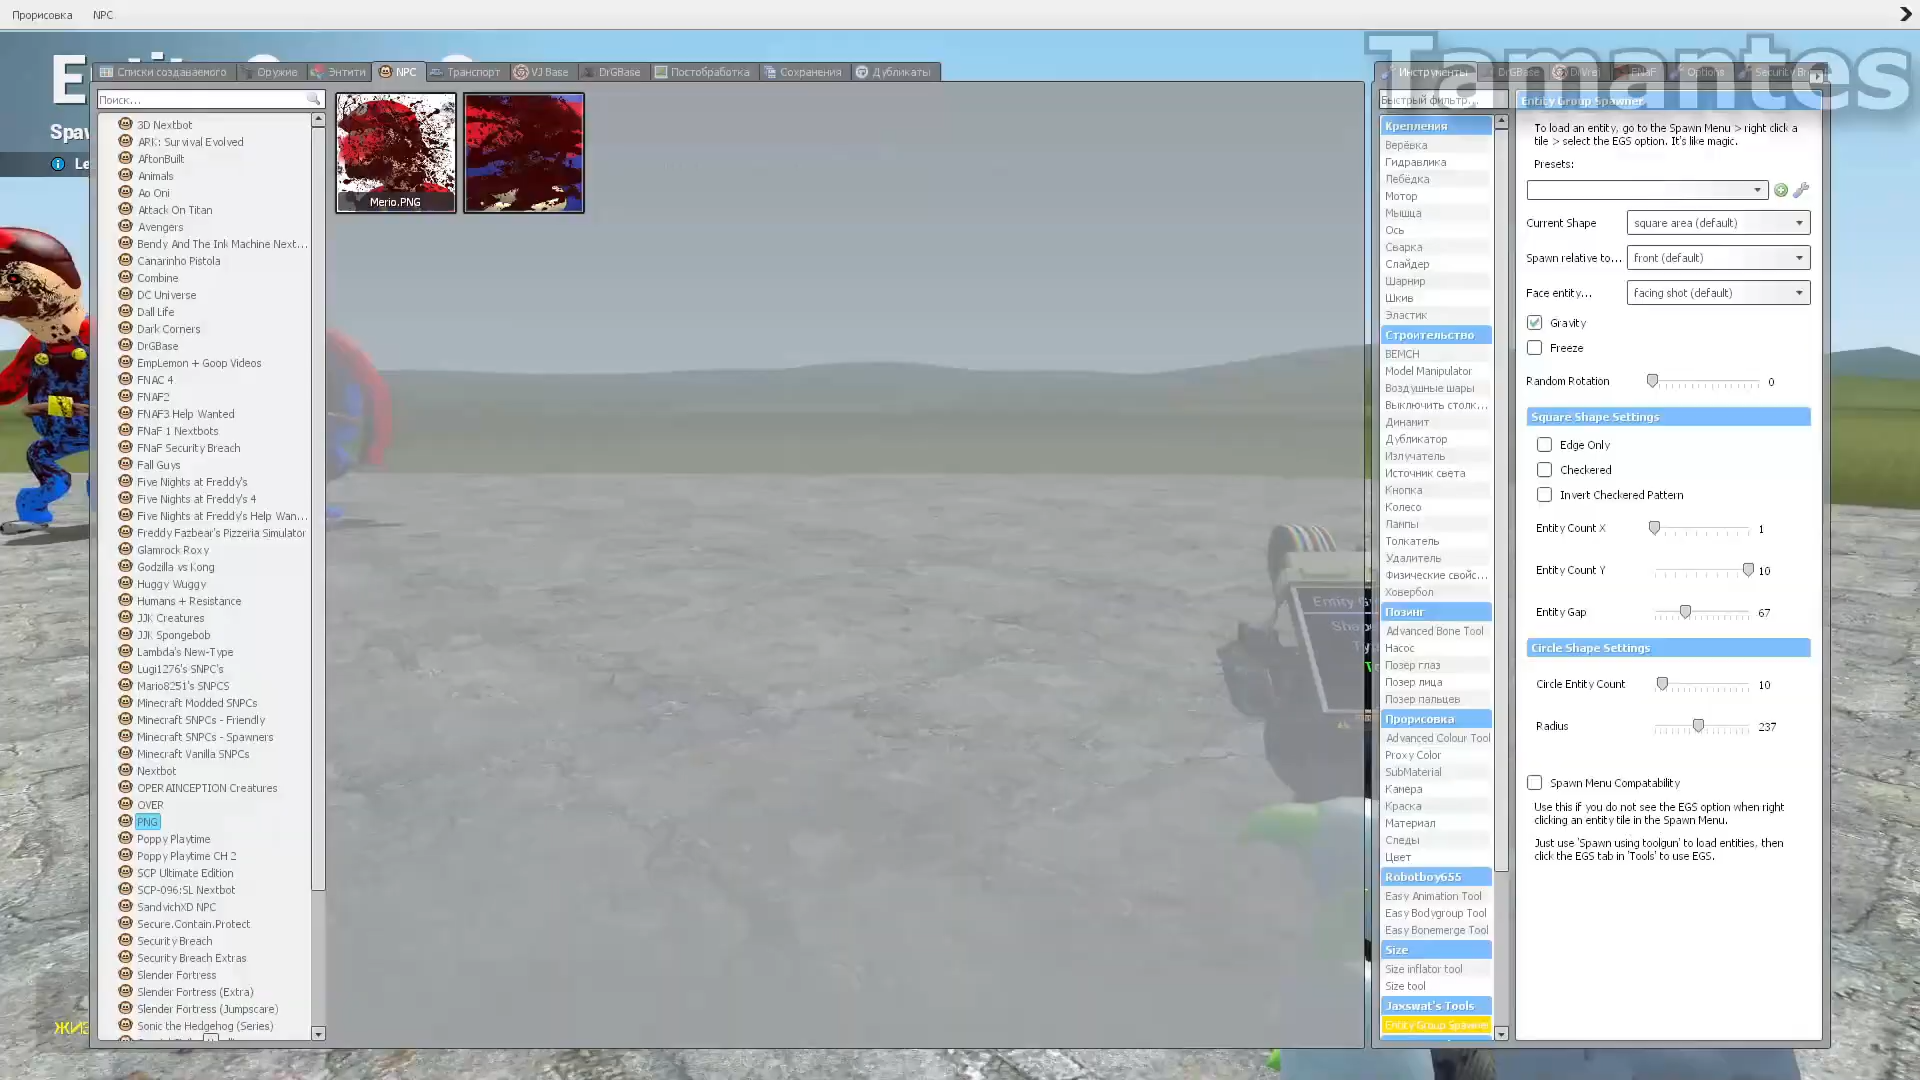 Прорисовка NPC
Tamantes
Списки создаваемого Оружие Энтити NPC Транспорт VJ Base DrGBase Постобработка Сохранения Дубликаты
Поиск...
3D Nextbot
ARK: Survival Evolved
AftonBuilt
Animals
Ao Oni
Attack On Titan
Avengers
Bendy And The Ink Machine Next...
Canarinho Pistola
Combine
DC Universe
Dall Life
Dark Corners
DrGBase
EmpLemon + Goop Videos
FNAC 4
FNAF2
FNAF3 Help Wanted
FNaF 1 Nextbots
FNaF Security Breach
Fall Guys
Five Nights at Freddy's
Five Nights at Freddy's 4
Five Nights at Freddy's Help Wan...
Freddy Fazbear's Pizzeria Simulator
Glamrock Roxy
Godzilla vs Kong
Huggy Wuggy
Humans + Resistance
JJK Creatures
JJK Spongebob
Lambda's New-Type
Lugi1276's SNPC's
Mario8251's SNPCS
Minecraft Modded SNPCs
Minecraft SNPCs - Friendly
Minecraft SNPCs - Spawners
Minecraft Vanilla SNPCs
Nextbot
OPERAINCEPTION Creatures
OVER
PNG
Poppy Playtime
Poppy Playtime CH 2
SCP Ultimate Edition
SCP-096:SL Nextbot
SandvichXD NPC
Secure.Contain.Protect
Security Breach
Security Breach Extras
Slender Fortress
Slender Fortress (Extra)
Slender Fortress (Jumpscare)
Sonic the Hedgehog (Series)
Merio.PNG
Инструменты DrGBase FNaF Options
Быстрый фильтр...
Крепления
Верёвка
Гидравлика
Лебёдка
Мотор
Мышца
Ось
Сварка
Слайдер
Шарнир
Шкив
Эластик
Строительство
BEMCH
Model Manipulator
Воздушные шары
Выключить столк...
Динамит
Дубликатор
Излучатель
Источник света
Кнопка
Колесо
Лампы
Толкатель
Удалитель
Физические свойс...
Ховербол
Позинг
Advanced Bone Tool
Насос
Позер глаз
Позер лица
Позер пальцев
Прорисовка
Advanced Colour Tool
Proxy Color
SubMaterial
Камера
Краска
Материал
Следы
Цвет
Robotboy655
Easy Animation Tool
Easy Bodygroup Tool
Easy Bonemerge Tool
Size
Size inflator tool
Size tool
Jaxswat's Tools
Entity Group Spawner
Entity Group Spawner
To load an entity, go to the Spawn Menu > right click a
tile > select the EGS option. It's like magic.
Presets:
Current Shape square area (default)
Spawn relative to... front (default)
Face entity... facing shot (default)
Gravity
Freeze
Random Rotation 0
Square Shape Settings
Edge Only
Checkered
Invert Checkered Pattern
Entity Count X 1
Entity Count Y 10
Entity Gap 67
Circle Shape Settings
Circle Entity Count 10
Radius 237
Spawn Menu Compatability
Use this if you do not see the EGS option when right
clicking an entity tile in the Spawn Menu.
Just use 'Spawn using toolgun' to load entities, then
click the EGS tab in 'Tools' to use EGS.